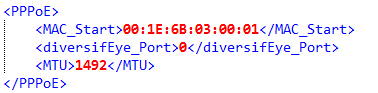 <PPPoE>
<MAC_Start>00:1E:6B:03:00:01</MAC_Start>
<diversifEye_Port>0</diversifEye_Port>
<MTU>1492</MTU>
</PPPoE>